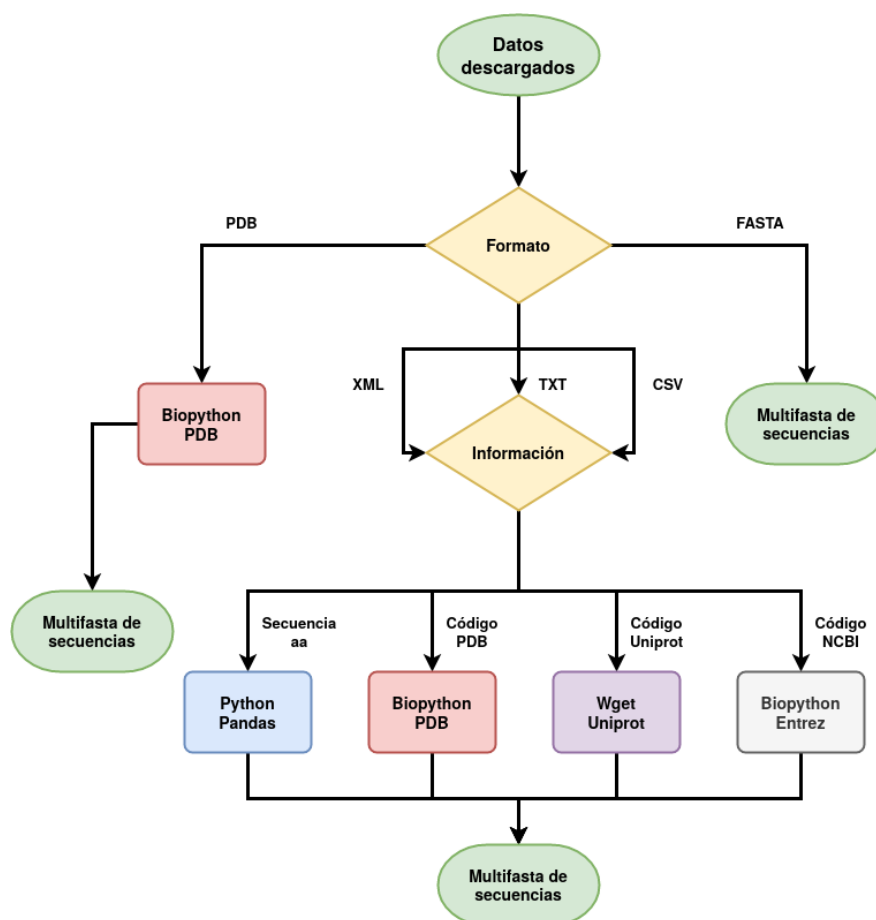 Datos
descargados
PDB
FASTA
Formato
XML
TXT
CSV
Biopython
PDB
Multifasta de
secuencias
Información
Multifasta de
secuencias
Secuencia
aa
Código
PDB
Código
Uniprot
Código
NCBI
Python
Pandas
Biopython
PDB
Wget
Uniprot
Biopython
Entrez
Multifasta de
secuencias